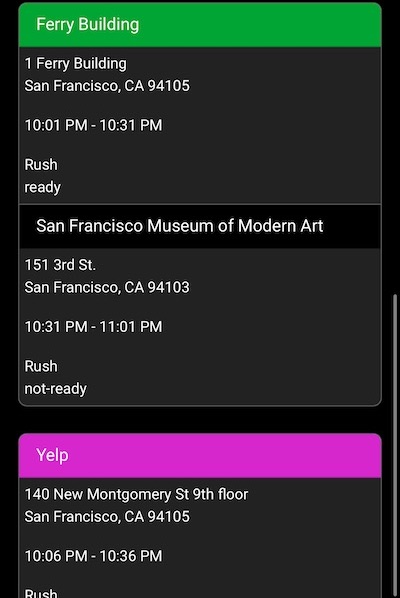 Ferry Building
1 Ferry Building
San Francisco, CA 94105
10:01 PM - 10:31 PM
Rush
ready
San Francisco Museum of Modern Art
151 3rd St.
San Francisco, CA 94103
10:31 PM - 11:01 PM
Rush
not-ready
Yelp
140 New Montgomery St 9th floor
San Francisco, CA 94105
10:06 PM - 10:36 PM
Rush